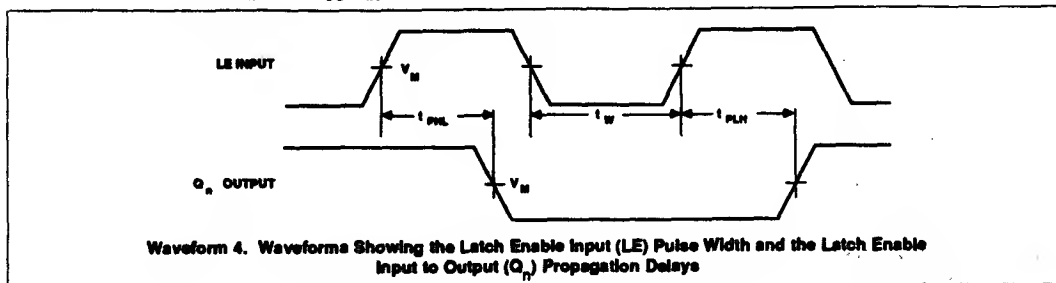 LE INPUT
V_M
t_PHL
t_W
t_PLH
Q_n OUTPUT
V_M
Waveform 4. Waveforms Showing the Latch Enable Input (LE) Pulse Width and the Latch Enable
Input to Output (Q_n) Propagation Delays